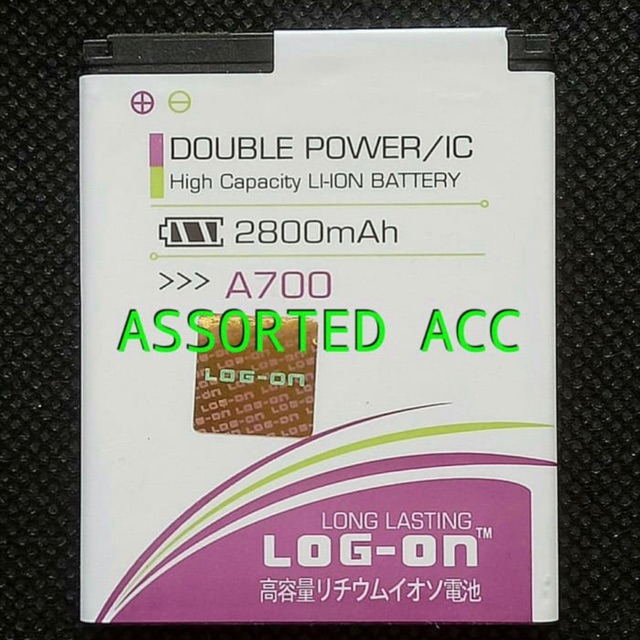 ⊕ ⊖
DOUBLE POWER/IC
High Capacity LI-ION BATTERY
2800mAh
>>> A700
ASSORTED ACC
LOG-ON
LONG LASTING
LOG-ON™
高容量リチウムイオソ電池